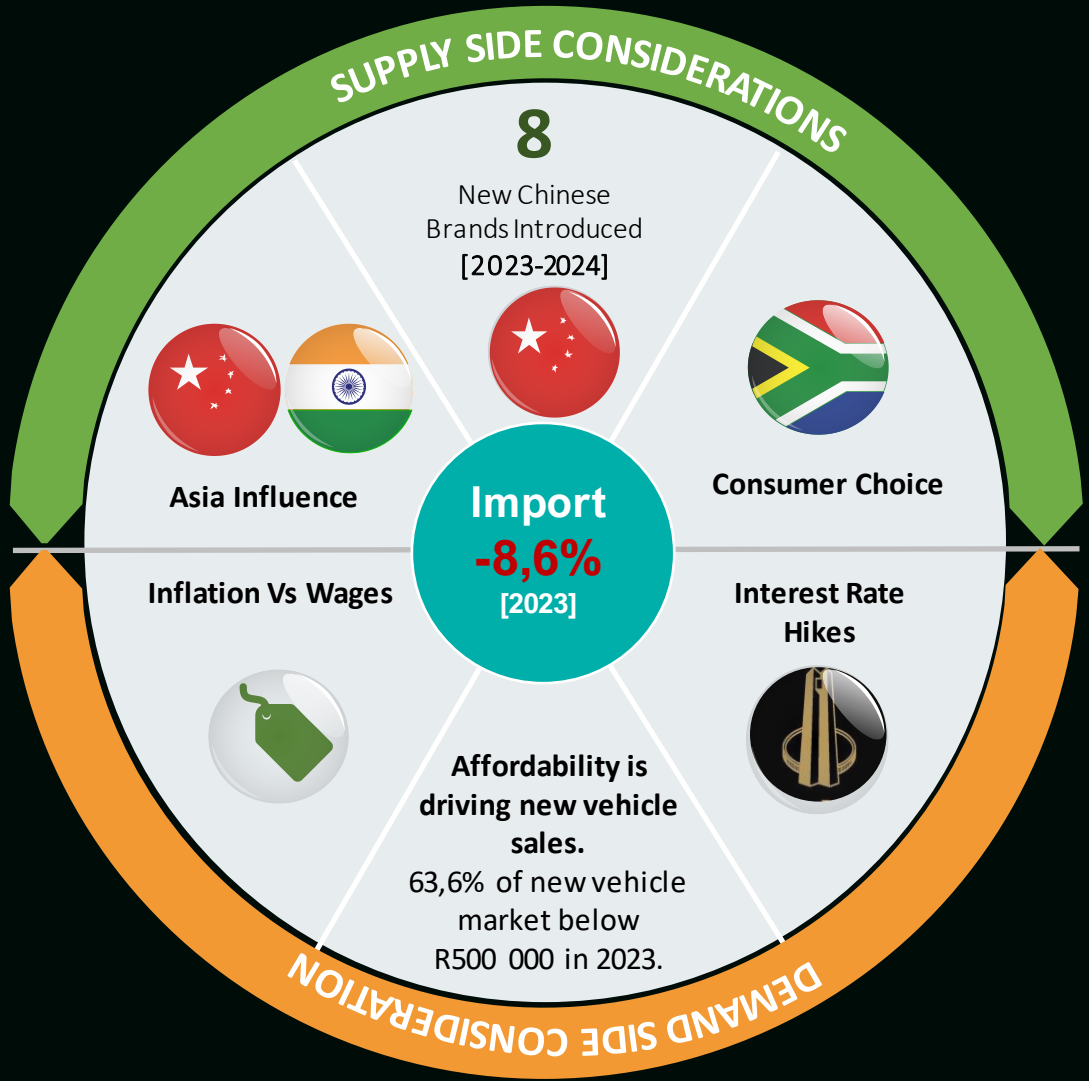 SUPPLY SIDE CONSIDERATIONS
8
New Chinese
Brands Introduced
[2023-2024]
Asia Influence
Consumer Choice
Import
-8,6%
[2023]
Inflation Vs Wages
Interest Rate
Hikes
Affordability is
driving new vehicle
sales.
63,6% of new vehicle
market below
R500 000 in 2023.
DEMAND SIDE CONSIDERATION